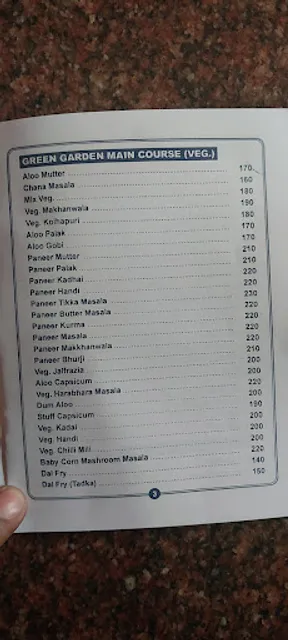 GREEN GARDEN MAIN COURSE (VEG.)
Aloo Mutter 170
Chana Masala 160
Mix Veg. 180
Veg. Makhanwala 190
Veg. Kolhapuri 180
Aloo Palak 170
Aloo Gobi 170
Paneer Mutter 210
Paneer Palak 210
Paneer Kadhai 220
Paneer Handi 220
Paneer Tikka Masala 230
Paneer Butter Masala 220
Paneer Kurma 220
Paneer Masala 220
Paneer Makkhanwala 220
Paneer Bhurji 210
Veg. Jalfrazia 200
Aloo Capsicum 200
Veg. Harabhara Masala 220
Dum Aloo 200
Stuff Capsicum 190
Veg. Kadai 200
Veg. Handi 200
Veg. Chilli Mili 200
Baby Corn Mashroom Masala 220
Dal Fry 140
Dal Fry (Tadka) 150
3